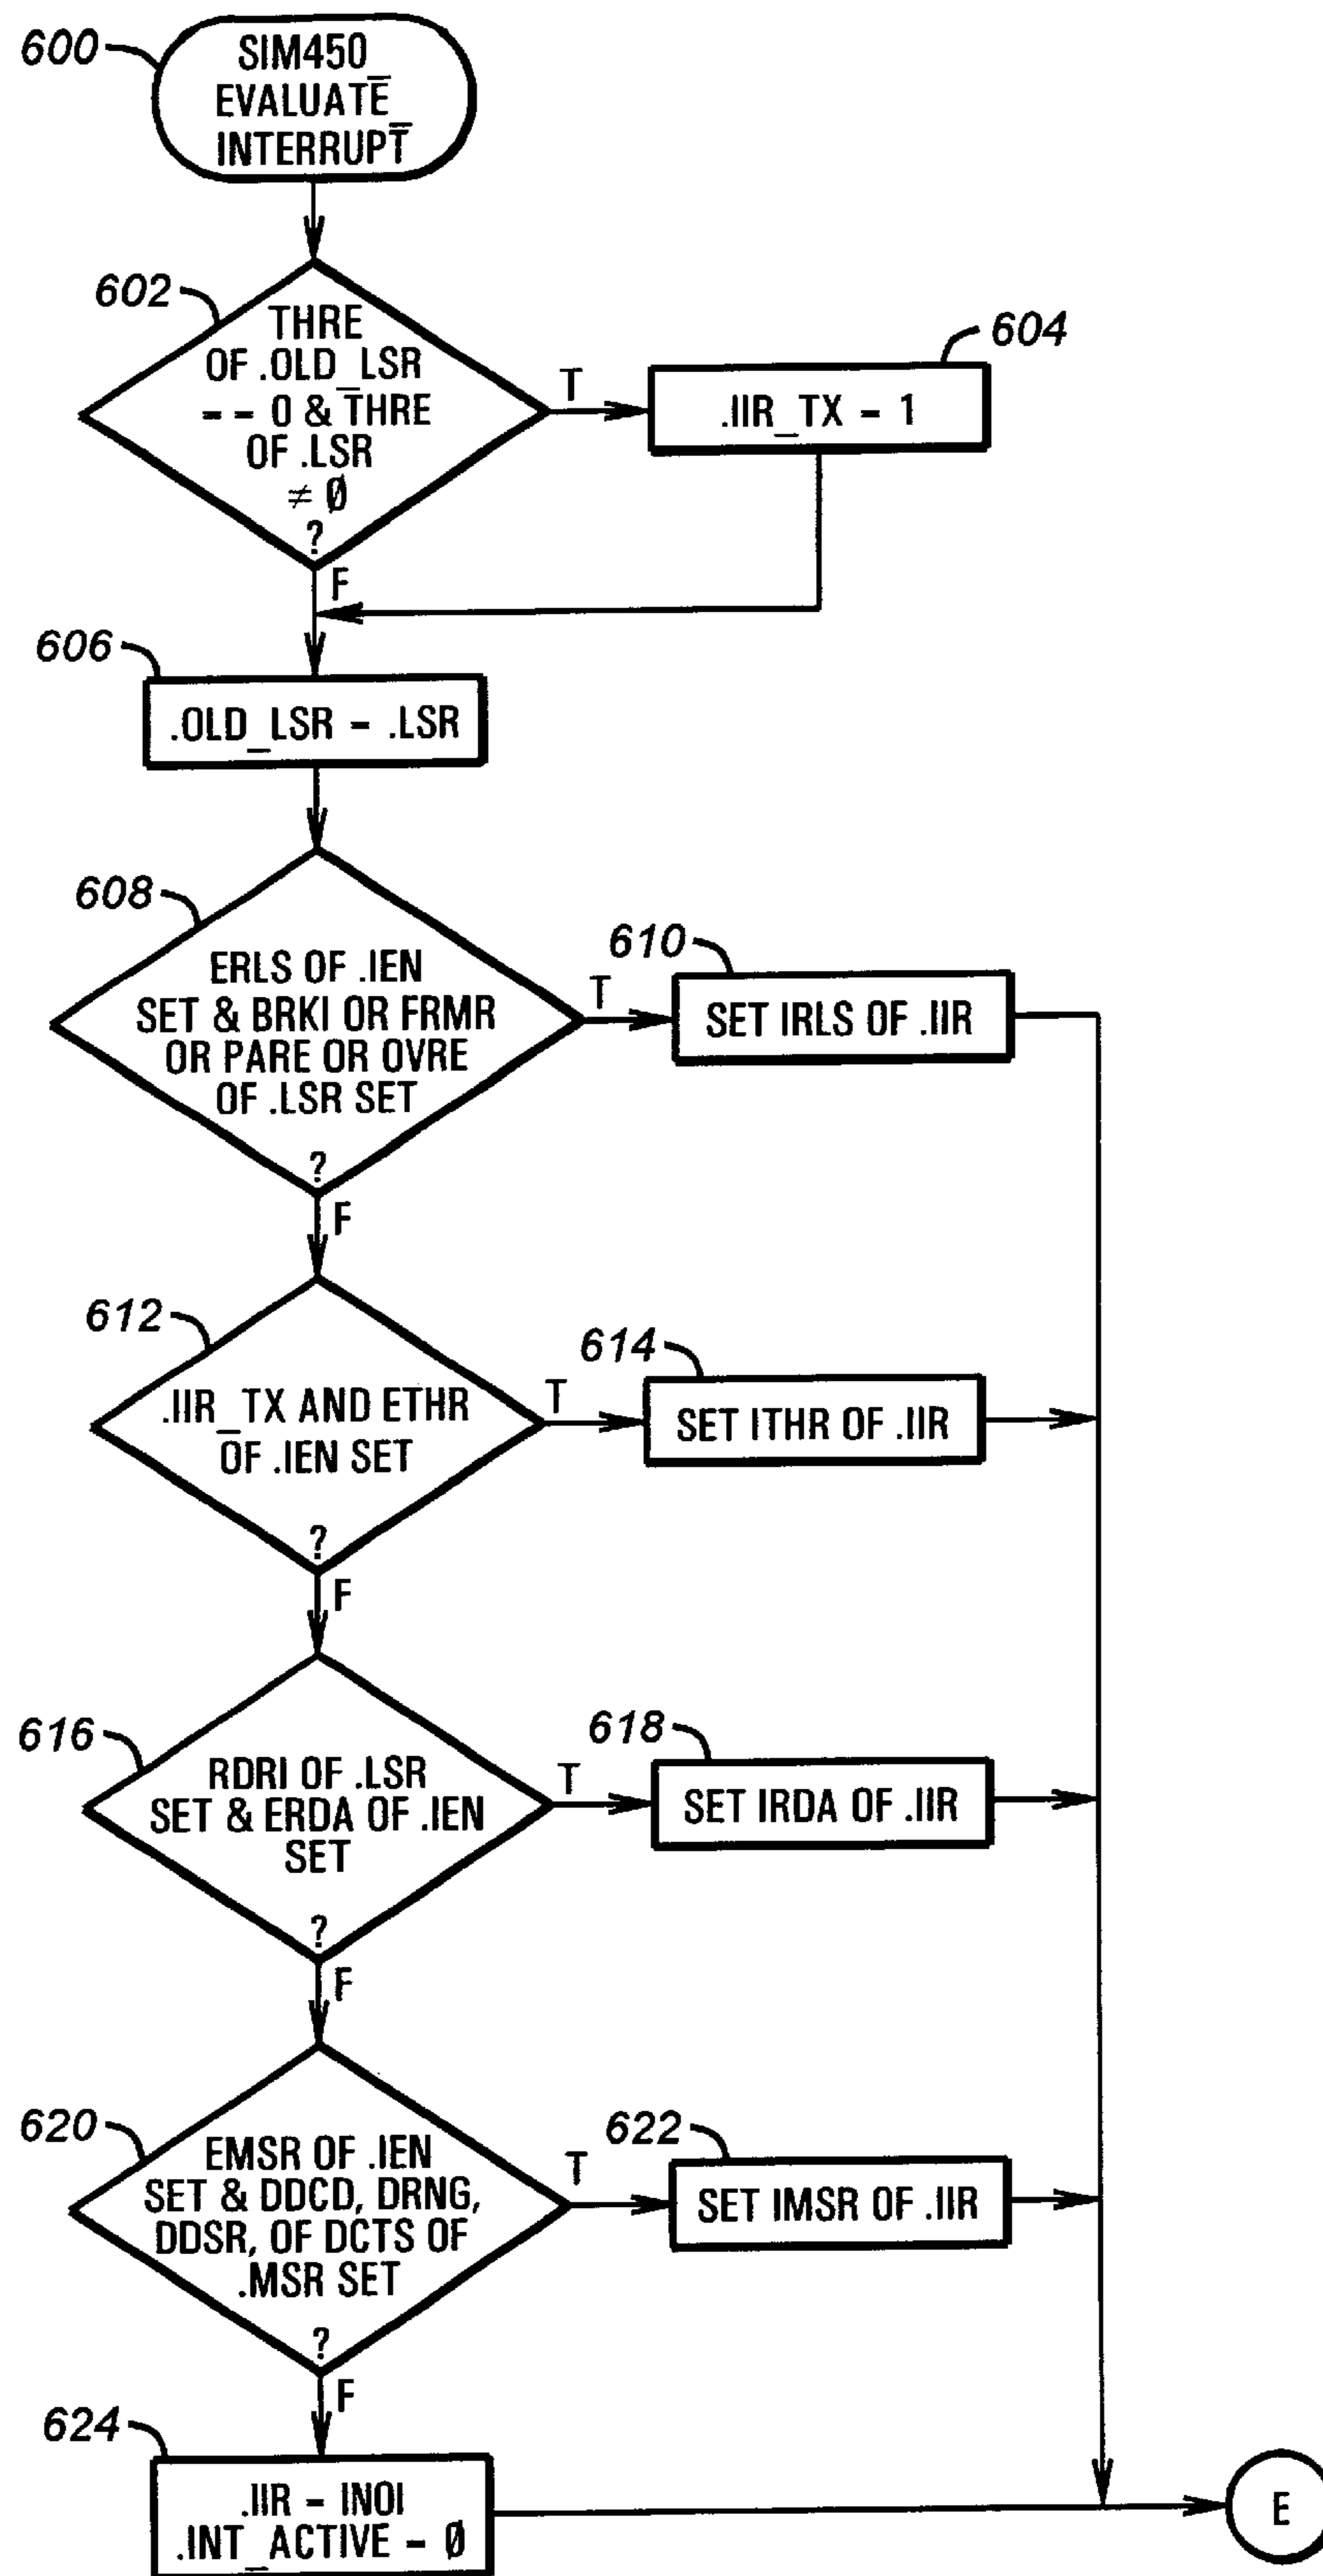 600
SIM450_
EVALUATE_
INTERRUPT
602
THRE
OF .OLD_LSR
== 0 & THRE
OF .LSR
≠ Ø
?
T
604
.IIR_TX = 1
F
606
.OLD_LSR = .LSR
608
ERLS OF .IEN
SET & BRKI OR FRMR
OR PARE OR OVRE
OF .LSR SET
?
T
610
SET IRLS OF .IIR
F
612
.IIR_TX AND ETHR
OF .IEN SET
?
T
614
SET ITHR OF .IIR
F
616
RDRI OF .LSR
SET & ERDA OF .IEN
SET
?
T
618
SET IRDA OF .IIR
F
620
EMSR OF .IEN
SET & DDCD, DRNG,
DDSR, OF DCTS OF
.MSR SET
?
T
622
SET IMSR OF .IIR
F
624
.IIR = INOI
.INT_ACTIVE = Ø
E